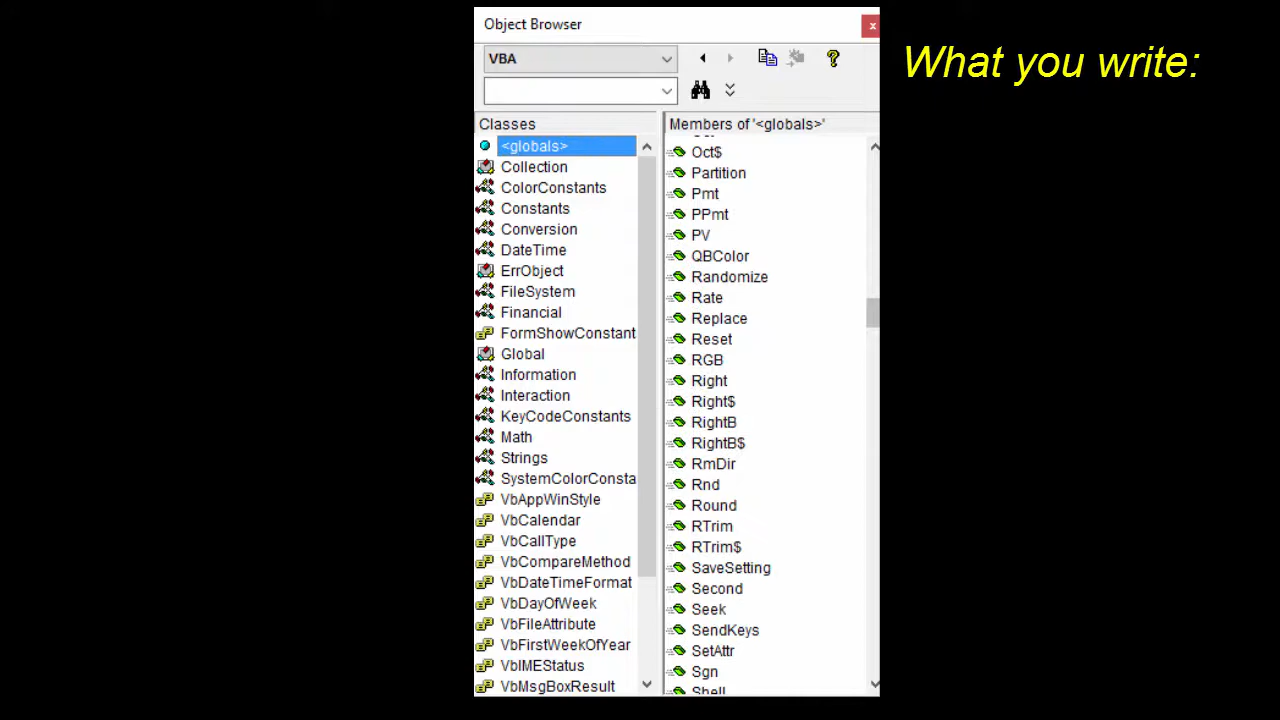 Object Browser
What you write:
VBA
Classes
<globals>
Collection
ColorConstants
Constants
Conversion
DateTime
ErrObject
FileSystem
Financial
FormShowConstant
Global
Information
Interaction
KeyCodeConstants
Math
Strings
SystemColorConsta
VbAppWinStyle
VbCalendar
VbCallType
VbCompareMethod
VbDateTimeFormat
VbDayOfWeek
VbFileAttribute
VbFirstWeekOfYear
VbIMEStatus
VbMsgBoxResult
Members of '<globals>'
Oct$
Partition
Pmt
PPmt
PV
QBColor
Randomize
Rate
Replace
Reset
RGB
Right
Right$
RightB
RightB$
RmDir
Rnd
Round
RTrim
RTrim$
SaveSetting
Second
Seek
SendKeys
SetAttr
Sgn
Shell